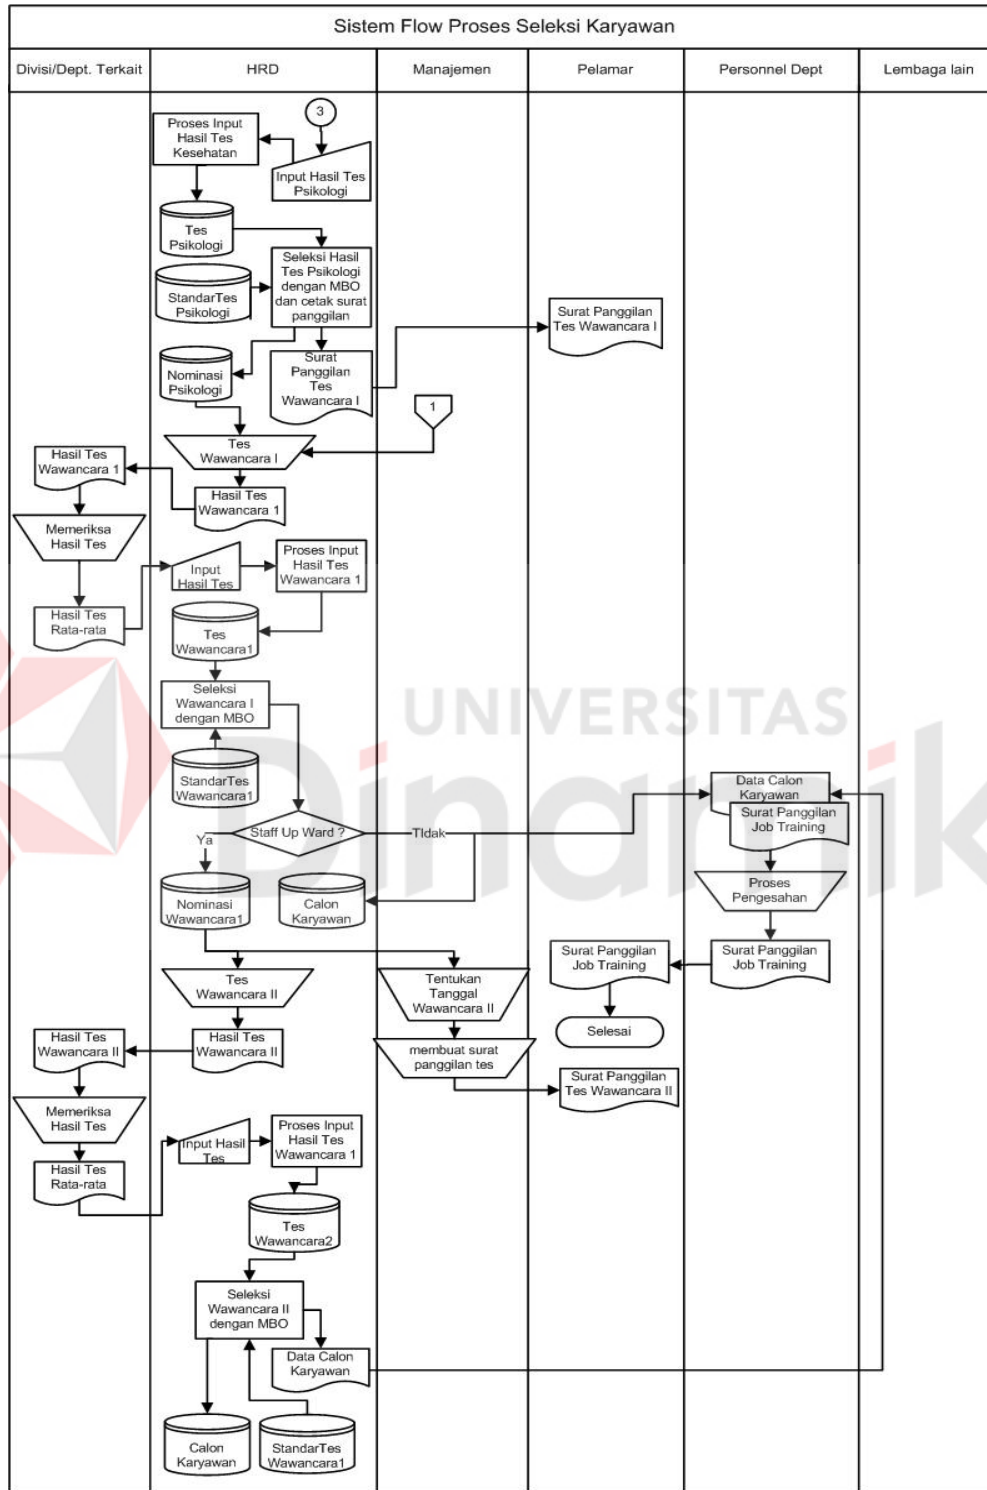 Sistem Flow Proses Seleksi Karyawan
Divisi/Dept. Terkait
HRD
Manajemen
Pelamar
Personnel Dept
Lembaga lain
3
Proses Input
Hasil Tes
Kesehatan
Input Hasil Tes
Psikologi
Tes
Psikologi
Seleksi Hasil
Tes Psikologi
dengan MBO
dan cetak surat
panggilan
StandarTes
Psikologi
Surat Panggilan
Tes Wawancara I
Nominasi
Psikologi
Surat
Panggilan
Tes
Wawancara I
1
Tes
Wawancara I
Hasil Tes
Wawancara 1
Hasil Tes
Wawancara 1
Memeriksa
Hasil Tes
Input
Hasil Tes
Proses Input
Hasil Tes
Wawancara 1
Hasil Tes
Rata-rata
Tes
Wawancara1
Seleksi
Wawancara I
dengan MBO
StandarTes
Wawancara1
UNIVERSITAS
Dinamik
Data Calon
Karyawan
Surat Panggilan
Job Training
Staff Up Ward ?
Ya
TIdak
Nominasi
Wawancara1
Calon
Karyawan
Proses
Pengesahan
Surat Panggilan
Job Training
Surat Panggilan
Job Training
Tes
Wawancara II
Tentukan
Tanggal
Wawancara II
Selesai
Hasil Tes
Wawancara II
Hasil Tes
Wawancara II
membuat surat
panggilan tes
Surat Panggilan
Tes Wawancara II
Memeriksa
Hasil Tes
Input Hasil
Tes
Proses Input
Hasil Tes
Wawancara 1
Hasil Tes
Rata-rata
Tes
Wawancara2
Seleksi
Wawancara II
dengan MBO
Data Calon
Karyawan
Calon
Karyawan
StandarTes
Wawancara1